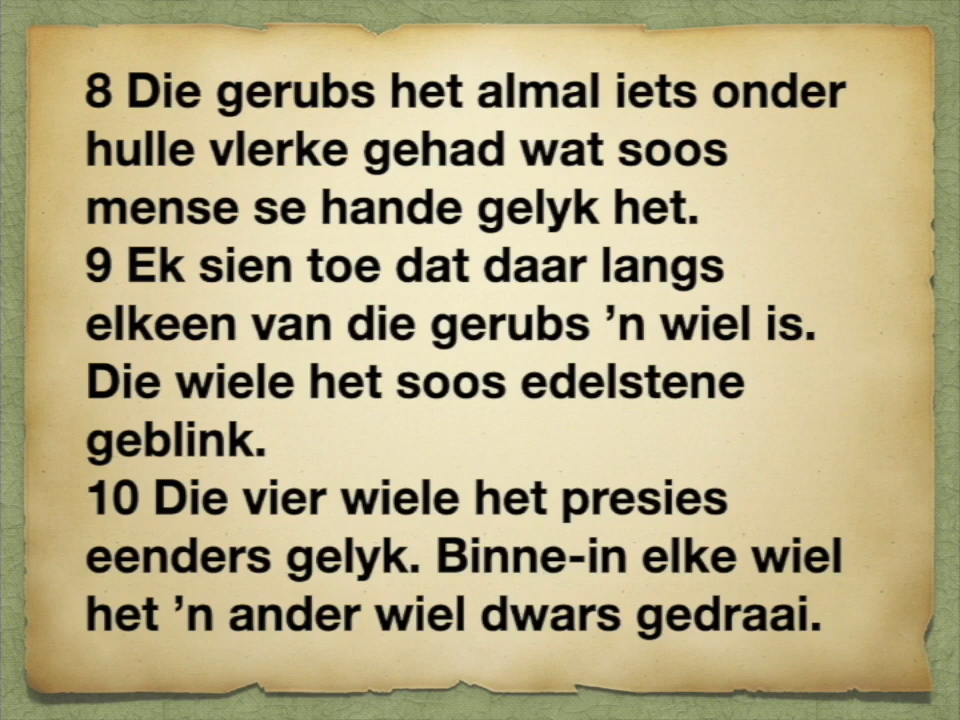 8 Die gerubs het almal iets onder
hulle vlerke gehad wat soos
mense se hande gelyk het.
9 Ek sien toe dat daar langs
elkeen van die gerubs ’n wiel is.
Die wiele het soos edelstene
geblink.
10 Die vier wiele het presies
eenders gelyk. Binne-in elke wiel
het ’n ander wiel dwars gedraai.